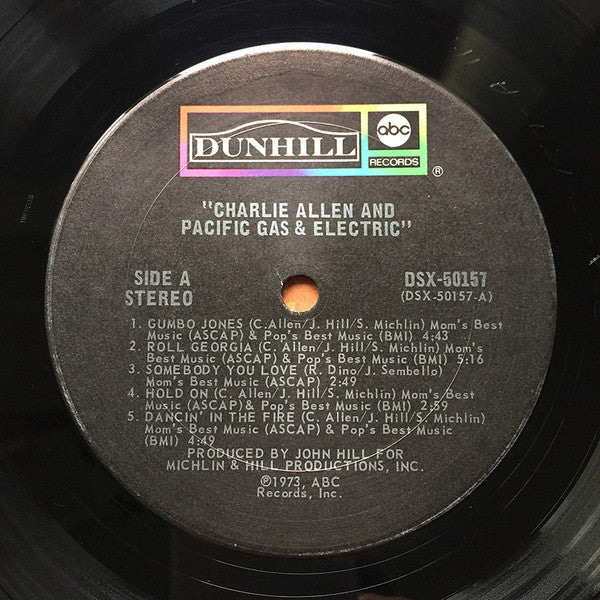 DUNHILL
abc
RECORDS
®
"CHARLIE ALLEN AND
PACIFIC GAS & ELECTRIC"
SIDE A
STEREO
DSX-50157
(DSX-50157-A)
1. GUMBO JONES (C. Allen/J. Hill/S. Michlin) Mom's Best
Music (ASCAP) & Pop's Best Music (BMI) 4:43
2. ROLL GEORGIA (C. Allen/J. Hill/S. Michlin) Mom's
Best Music (ASCAP) & Pop's Best Music (BMI) 5:16
3. SOMEBODY YOU LOVE (R. Dino/J. Sembello)
Mom's Best Music (ASCAP) 2:49
4. HOLD ON (C. Allen/J. Hill/S. Michlin) Mom's Best
Music (ASCAP) & Pop's Best Music (BMI) 2:59
5. DANCIN' IN THE FIRE (C. Allen/J. Hill/S. Michlin)
Mom's Best Music (ASCAP) & Pop's Best Music
(BMI) 4:49
PRODUCED BY JOHN HILL FOR
MICHLIN & HILL PRODUCTIONS, INC.
℗1973, ABC
Records, Inc.